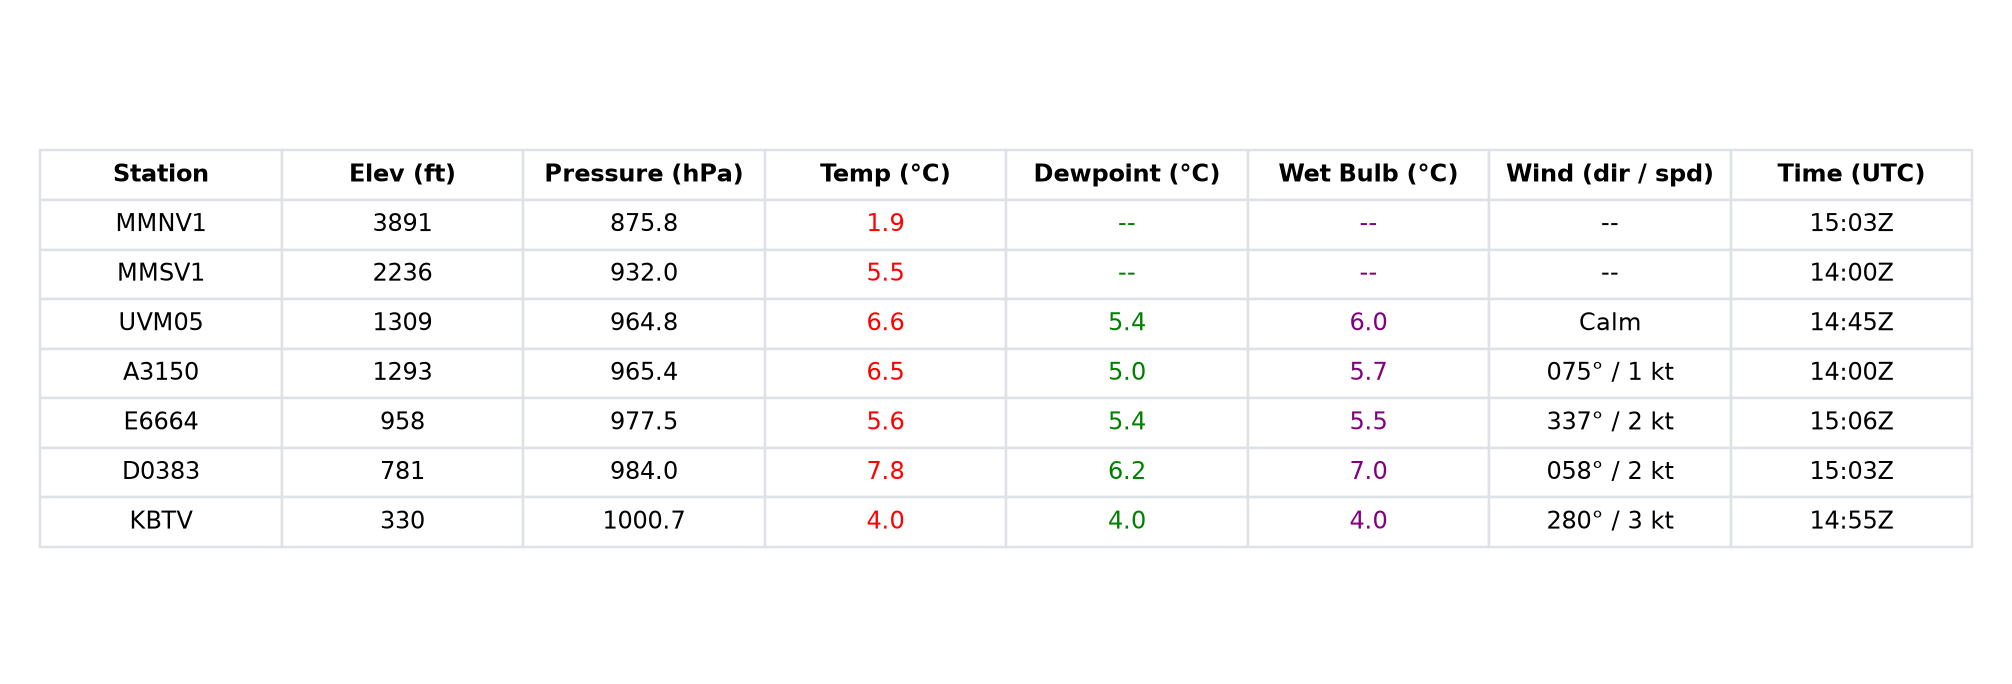 Station Elev (ft) Pressure (hPa) Temp (°C) Dewpoint (°C) Wet Bulb (°C) Wind (dir / spd) Time (UTC)
MMNV1 3891 875.8 1.9 -- -- -- 15:03Z
MMSV1 2236 932.0 5.5 -- -- -- 14:00Z
UVM05 1309 964.8 6.6 5.4 6.0 Calm 14:45Z
A3150 1293 965.4 6.5 5.0 5.7 075° / 1 kt 14:00Z
E6664 958 977.5 5.6 5.4 5.5 337° / 2 kt 15:06Z
D0383 781 984.0 7.8 6.2 7.0 058° / 2 kt 15:03Z
KBTV 330 1000.7 4.0 4.0 4.0 280° / 3 kt 14:55Z